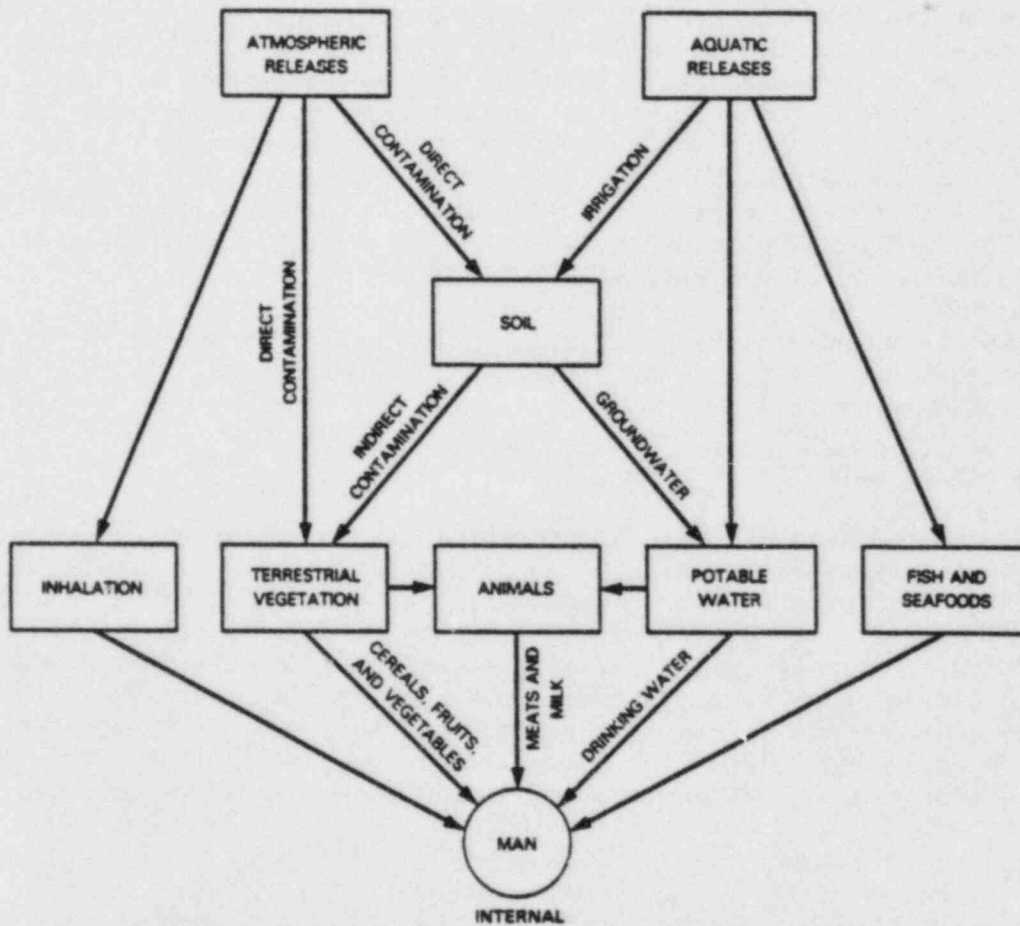 ATMOSPHERIC
RELEASES
AQUATIC
RELEASES
DIRECT
CONTAMINATION
IRRIGATION
DIRECT
CONTAMINATION
SOIL
INDIRECT
CONTAMINATION
GROUNDWATER
INHALATION
TERRESTRIAL
VEGETATION
ANIMALS
POTABLE
WATER
FISH AND
SEAFOODS
CEREALS, FRUITS,
AND VEGETABLES
MEATS AND
MILK
DRINKING WATER
MAN
INTERNAL